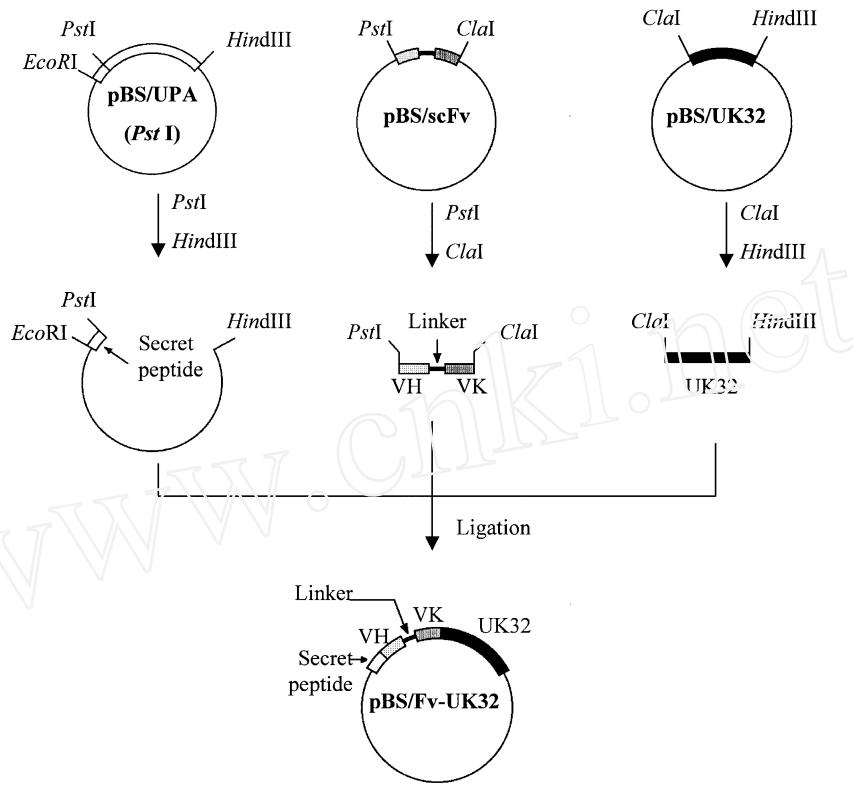 PstI
EcoRI
HindIII
pBS/UPA
(Pst I)
PstI
ClaI
pBS/scFv
ClaI
HindIII
pBS/UK32
PstI
HindIII
PstI
ClaI
ClaI
HindIII
PstI
EcoRI
HindIII
Secret
peptide
PstI
Linker
ClaI
VH
VK
ClaI
HindIII
UK32
www.cnki.net
Ligation
Linker
VH
VK
UK32
Secret
peptide
pBS/Fv-UK32